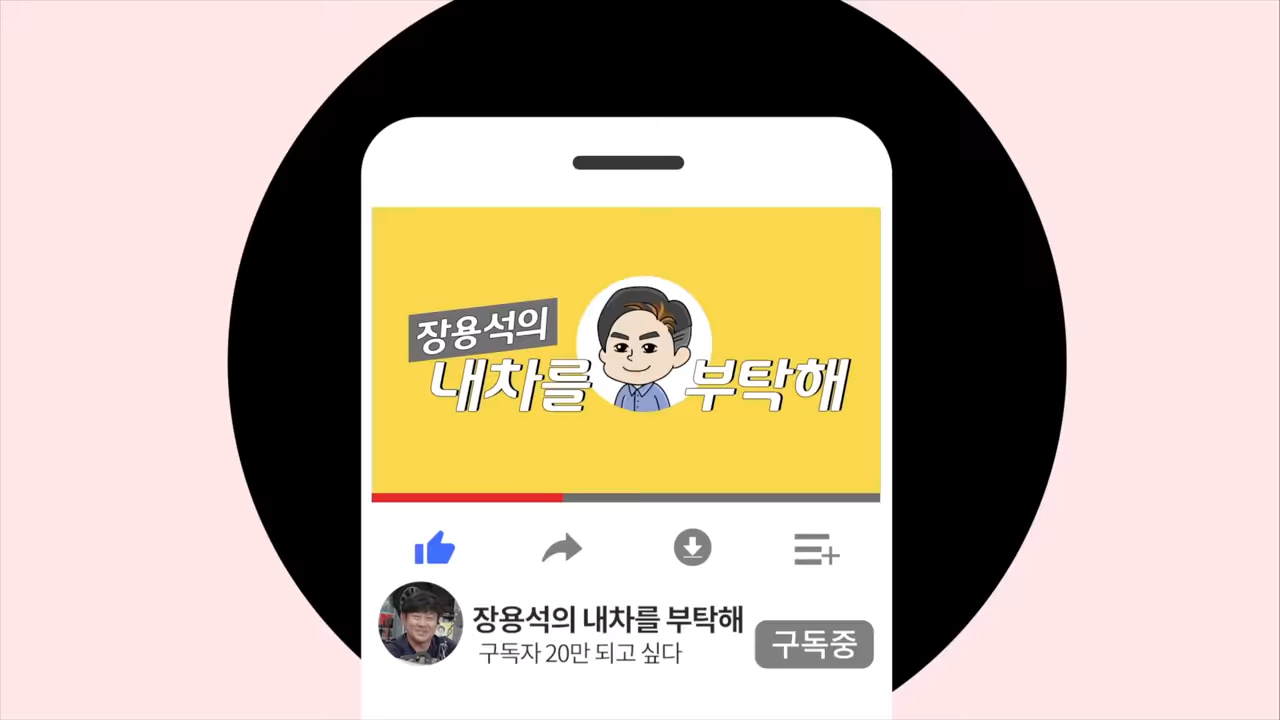 장용석의
내차를 부탁해
장용석의 내차를 부탁해
구독자 20만 되고 싶다
구독중